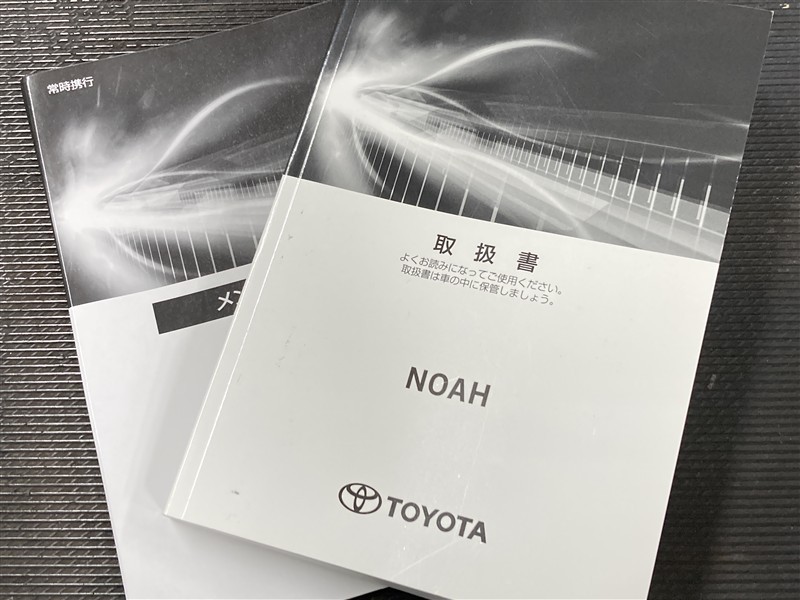 常時携行
メ
取扱書
よくお読みになってご使用ください。
取扱書は車の中に保管しましょう。
NOAH
TOYOTA